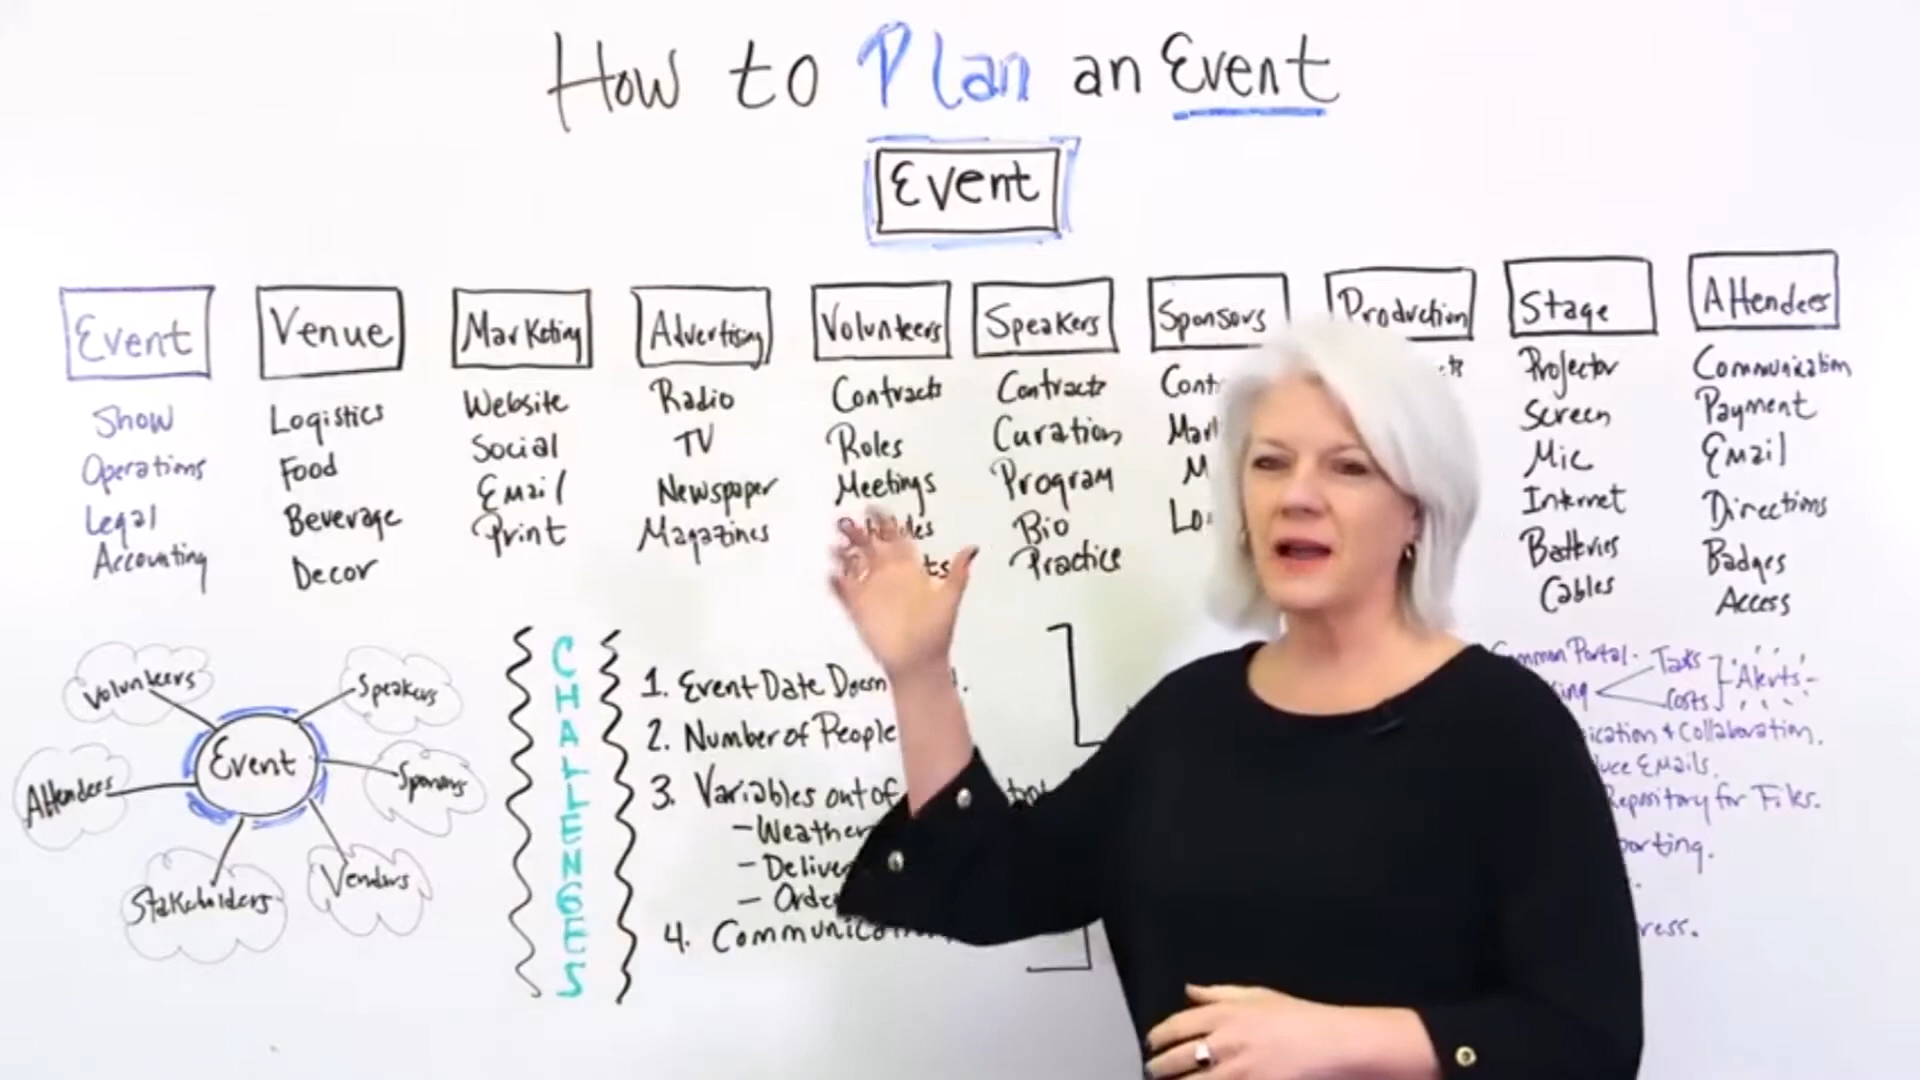 How to Plan an Event
Event
Event
Show
Operations
Legal
Accounting
Venue
Logistics
Food
Beverage
Decor
Marketing
Website
Social
Email
Print
Advertising
Radio
TV
Newspaper
Magazines
Volunteers
Contracts
Roles
Meetings
Speakers
Contracts
Curation
Program
Bio
Practice
Sponsors
Production
Stage
Projector
Screen
Mic
Internet
Batteries
Cables
Attendees
Communication
Payment
Email
Directions
Badges
Access
Event
Volunteers
Speakers
Attendees
Sponsors
Stakeholders
Vendors
CHALLENGES
1. Event Date
2. Number of People
3. Variables out of
- Weather
-
-
4.
Portal - Tasks
Costs
Alerts
& Collaboration.
Emails.
Repository for Files.